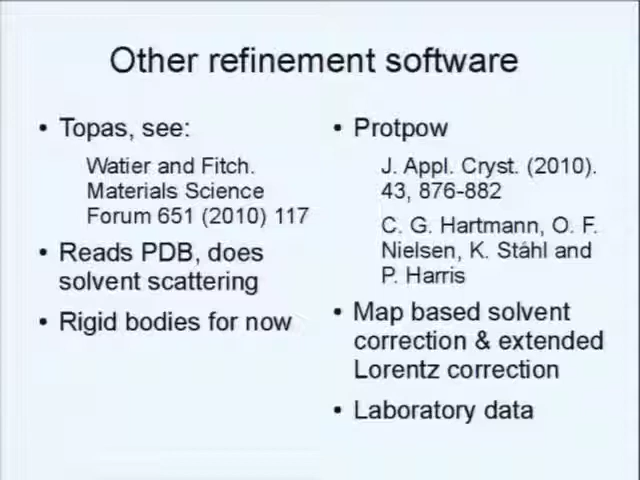 Other refinement software
• Topas, see:
Watier and Fitch.
Materials Science
Forum 651 (2010) 117
• Reads PDB, does
solvent scattering
• Rigid bodies for now
• Protpow
J. Appl. Cryst. (2010).
43, 876-882
C. G. Hartmann, O. F.
Nielsen, K. Ståhl and
P. Harris
• Map based solvent
correction & extended
Lorentz correction
• Laboratory data